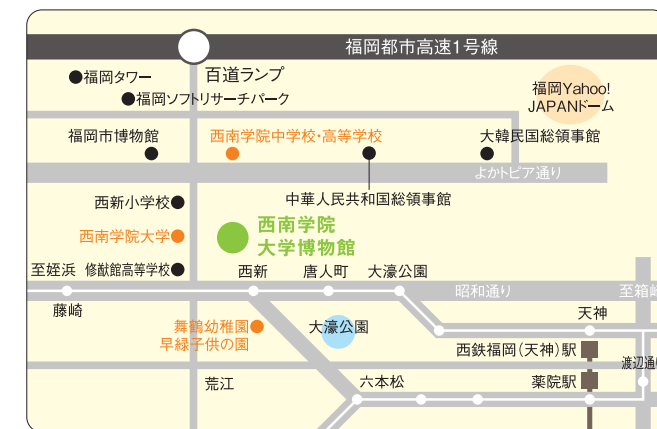 福岡都市高速1号線
百道ランプ
●福岡タワー
●福岡ソフトリサーチパーク
福岡Yahoo!
JAPANドーム
福岡市博物館
西南学院中学校・高等学校
大韓民国総領事館
よかトピア通り
中華人民共和国総領事館
西新小学校●
西南学院大学●
西南学院
大学博物館
至姪浜
修猷館高等学校●
西新
唐人町
大濠公園
昭和通り
至箱崎
藤崎
天神
舞鶴幼稚園
早緑子供の園
大濠公園
西鉄福岡(天神)駅
渡辺通り
荒江
六本松
薬院駅